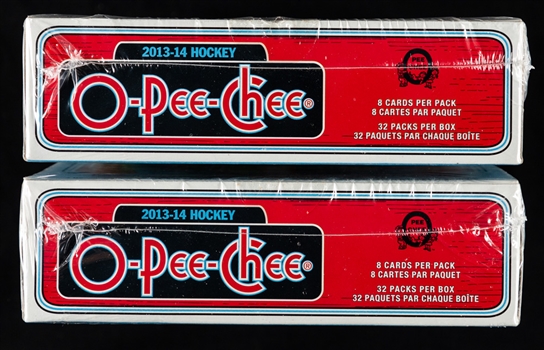 2013-14 HOCKEY
O-Pee-Chee®
8 CARDS PER PACK
8 CARTES PAR PAQUET
32 PACKS PER BOX
32 PAQUETS PAR CHAQUE BOÎTE
2013-14 HOCKEY
O-Pee-Chee®
8 CARDS PER PACK
8 CARTES PAR PAQUET
32 PACKS PER BOX
32 PAQUETS PAR CHAQUE BOÎTE